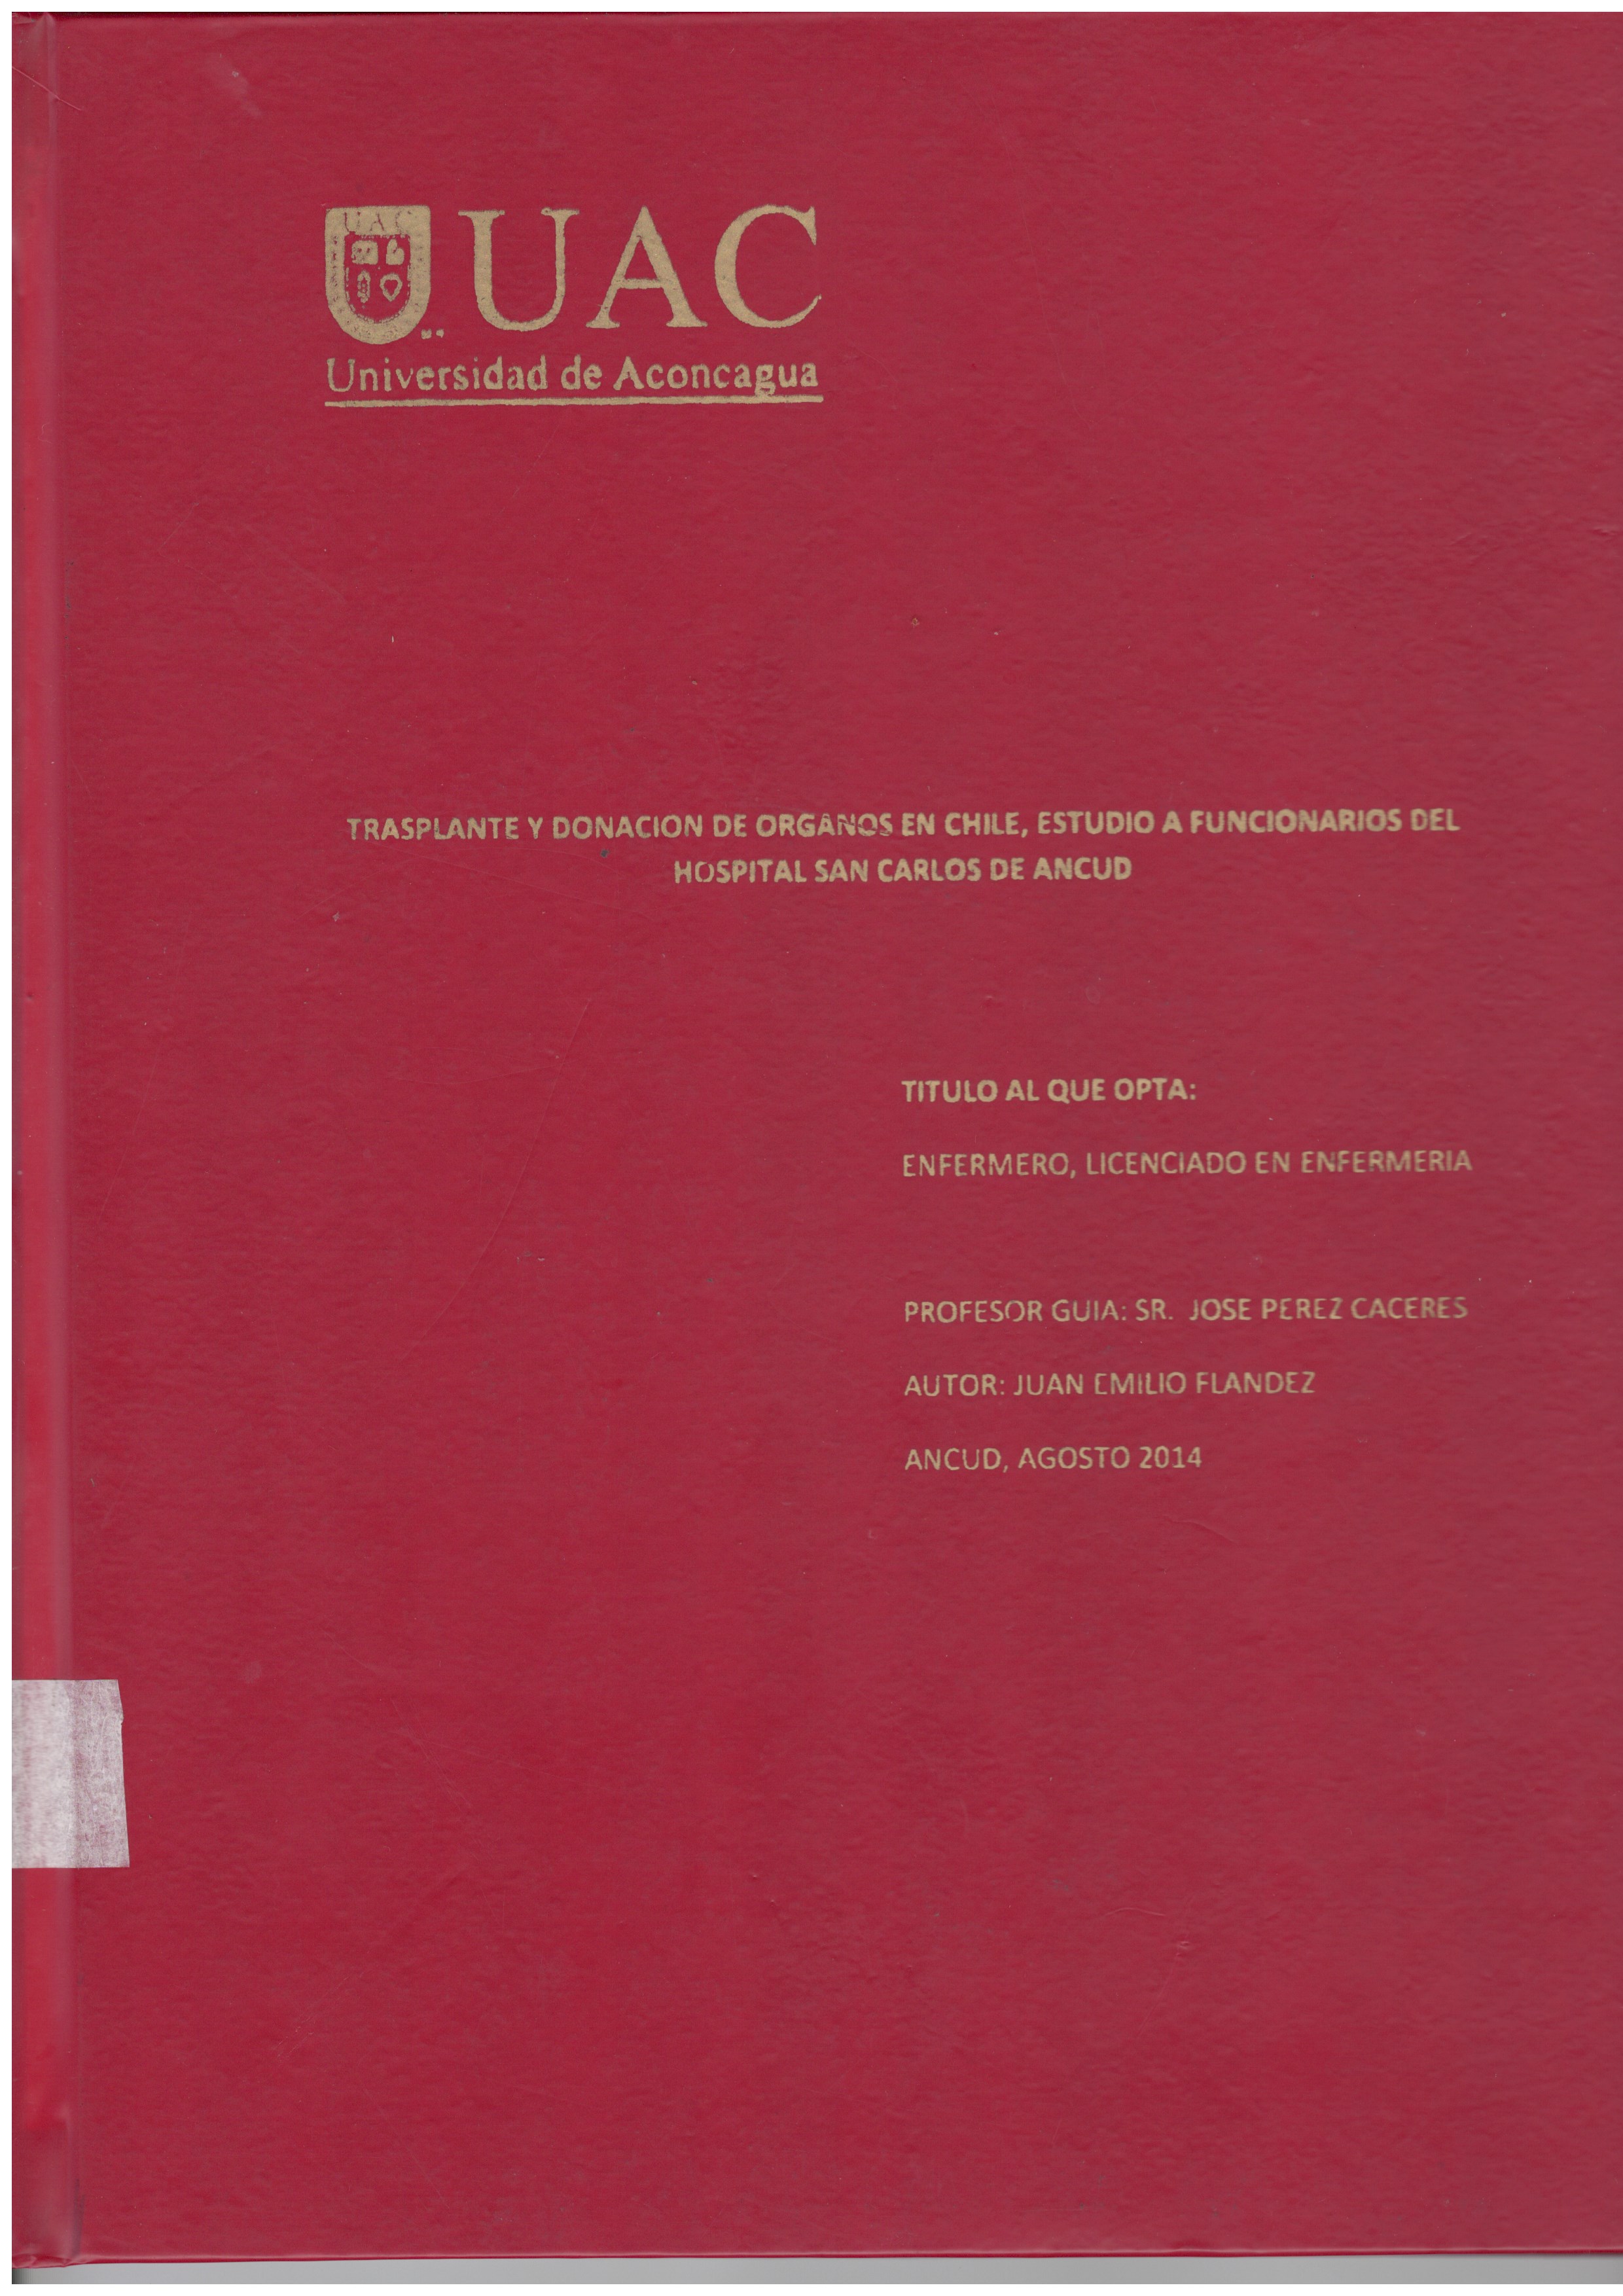 UAC
UAC
Universidad de Aconcagua
TRASPLANTE Y DONACION DE ORGANOS EN CHILE, ESTUDIO A FUNCIONARIOS DEL
HOSPITAL SAN CARLOS DE ANCUD
TITULO AL QUE OPTA:
ENFERMERO, LICENCIADO EN ENFERMERIA
PROFESOR GUIA: SR. JOSE PEREZ CACERES
AUTOR: JUAN EMILIO FLANDEZ
ANCUD, AGOSTO 2014